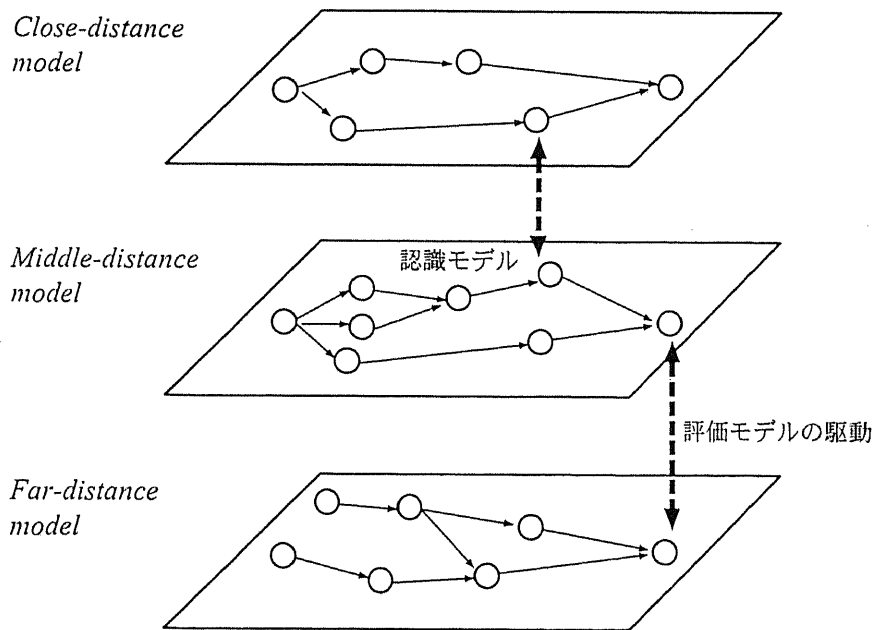 Close-distance
model
Middle-distance
model
認識モデル
評価モデルの駆動
Far-distance
model